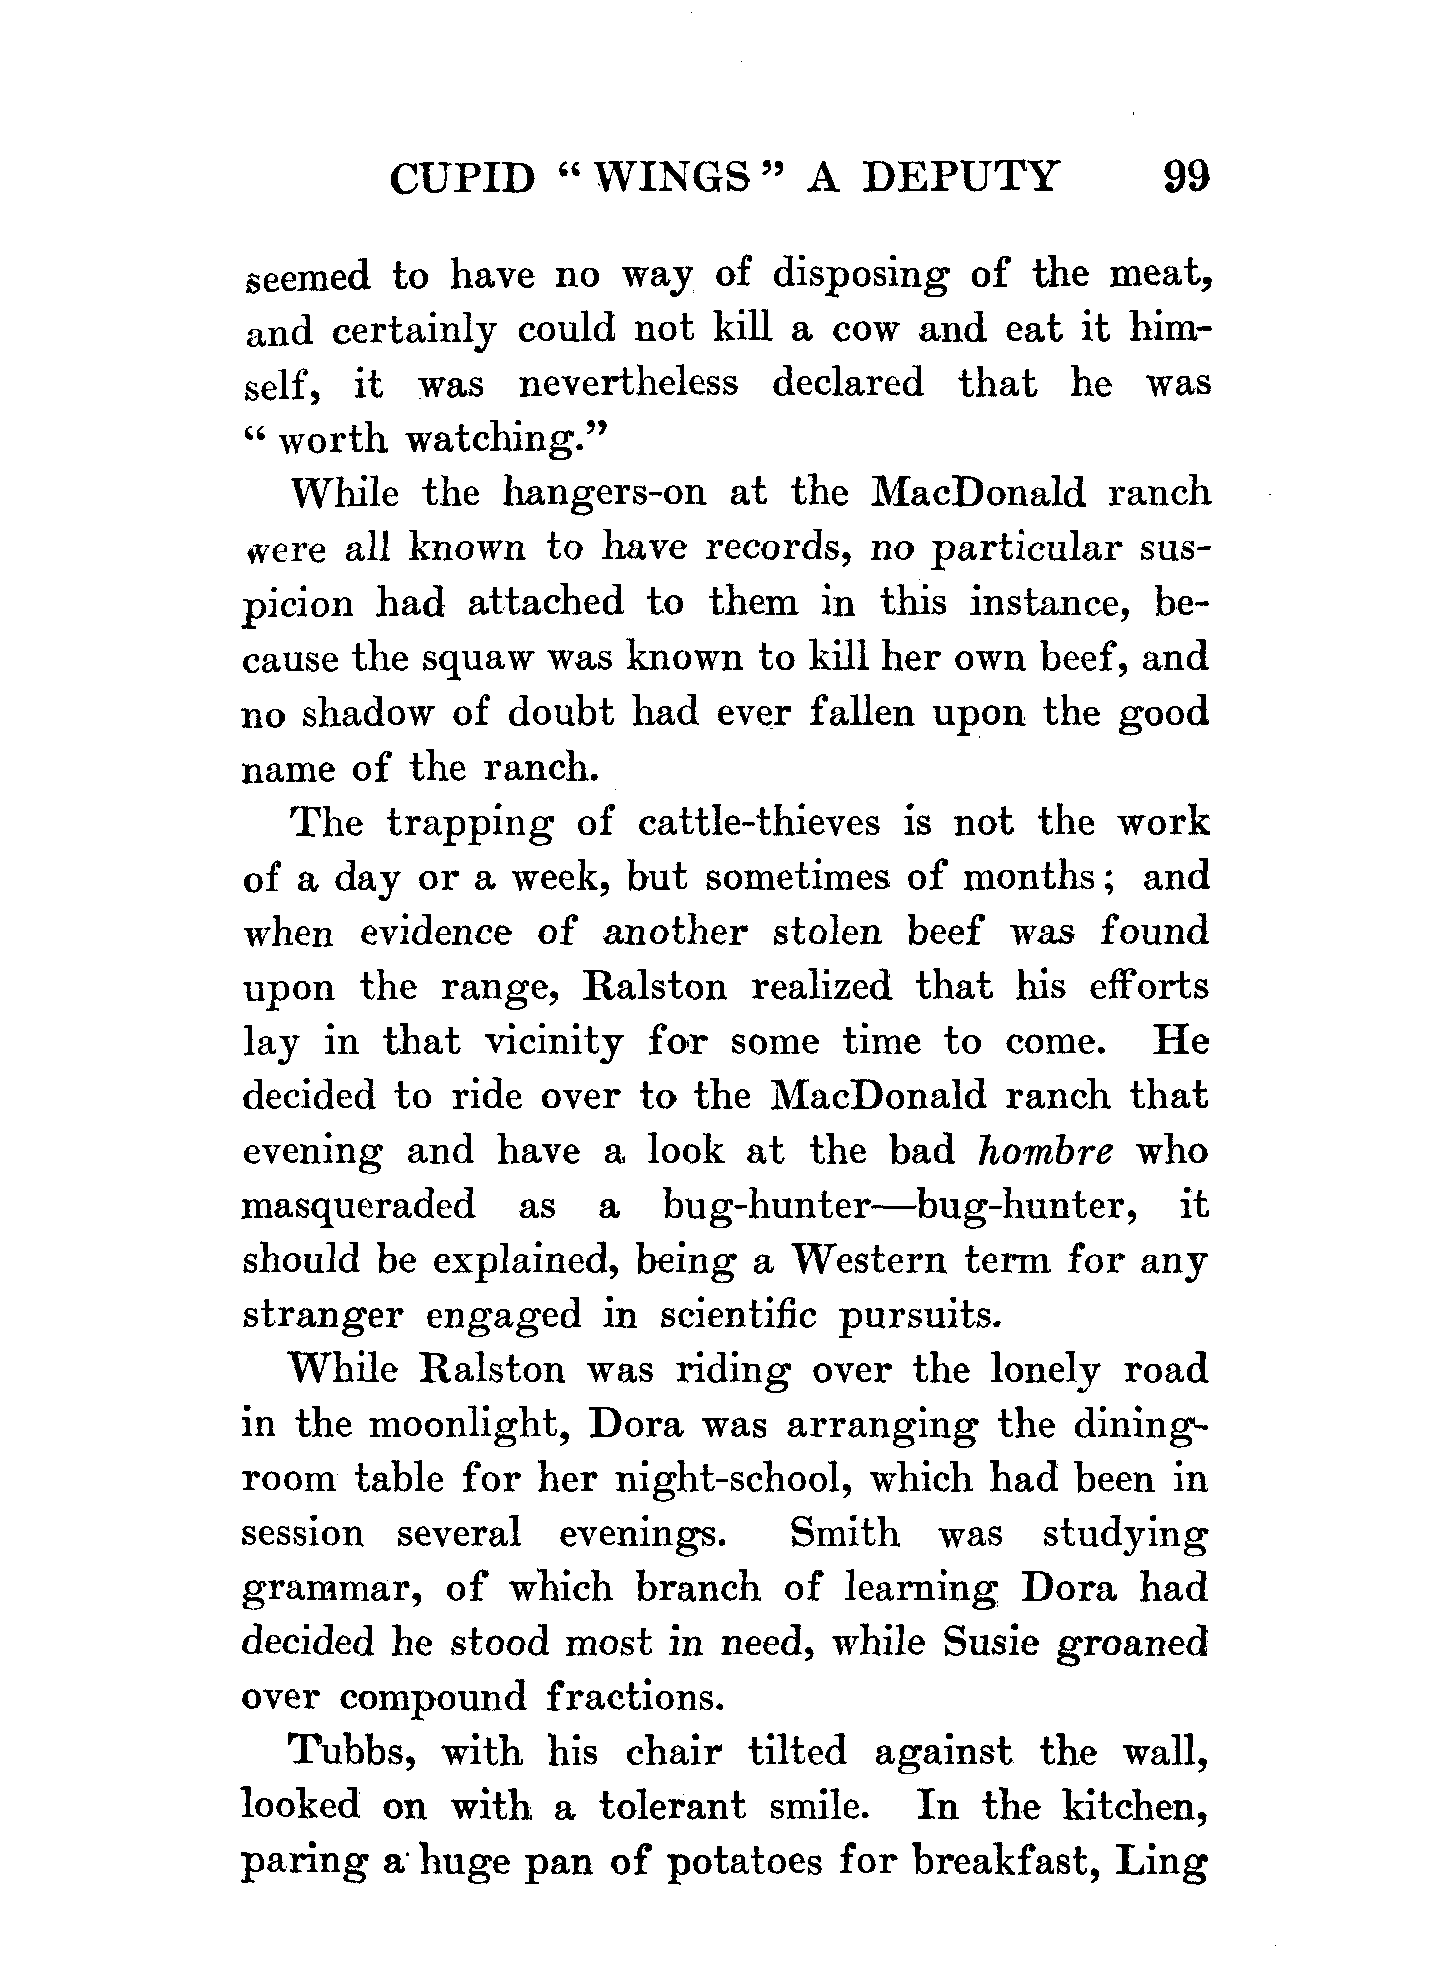 CUPID “ WINGS ” A DEPUTY 99
seemed to have no way of disposing of the meat,
and certainly could not kill a cow and eat it him-
self, it was nevertheless declared that he was
“ worth watching.”
While the hangers-on at the MacDonald ranch
were all known to have records, no particular sus-
picion had attached to them in this instance, be-
cause the squaw was known to kill her own beef, and
no shadow of doubt had ever fallen upon the good
name of the ranch.
The trapping of cattle-thieves is not the work
of a day or a week, but sometimes of months; and
when evidence of another stolen beef was found
upon the range, Ralston realized that his efforts
lay in that vicinity for some time to come. He
decided to ride over to the MacDonald ranch that
evening and have a look at the bad hombre who
masqueraded as a bug-hunter—bug-hunter, it
should be explained, being a Western term for any
stranger engaged in scientific pursuits.
While Ralston was riding over the lonely road
in the moonlight, Dora was arranging the dining-
room table for her night-school, which had been in
session several evenings. Smith was studying
grammar, of which branch of learning Dora had
decided he stood most in need, while Susie groaned
over compound fractions.
Tubbs, with his chair tilted against the wall,
looked on with a tolerant smile. In the kitchen,
paring a huge pan of potatoes for breakfast, Ling